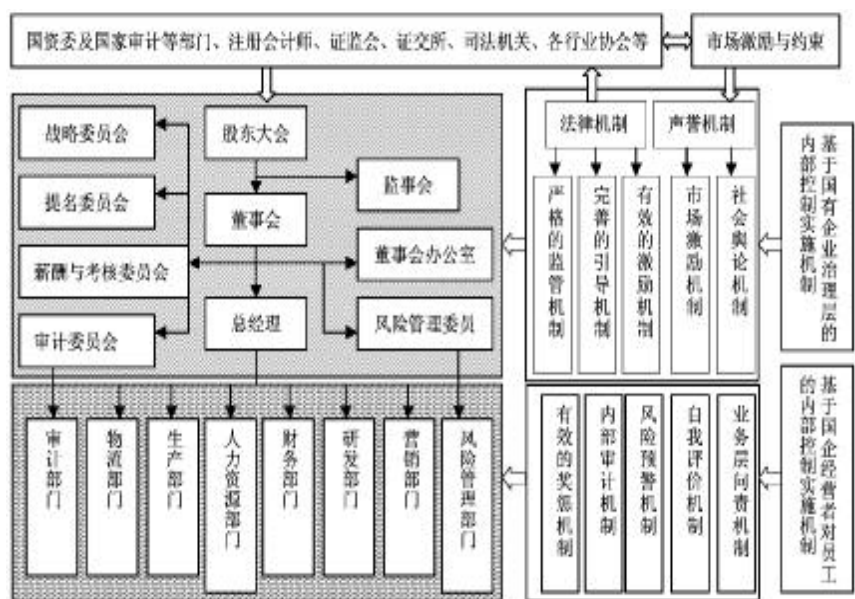 国资委及国家审计等部门、注册会计师、证监会、证交所、司法机关、各行业协会等
市场激励与约束
战略委员会
提名委员会
薪酬与考核委员会
审计委员会
股东大会
监事会
董事会
董事会办公室
总经理
风险管理委员
法律机制
声誉机制
严格的监管机制
完善的引导机制
有效的激励机制
市场激励机制
社会舆论机制
基于国有企业治理层的
内部控制实施机制
审计部门
物流部门
生产部门
人力资源部门
财务部门
研发部门
营销部门
风险管理部门
有效的奖惩机制
内部审计机制
风险预警机制
自我评价机制
业务层问责机制
基于国企经营者对员工
的内部控制实施机制